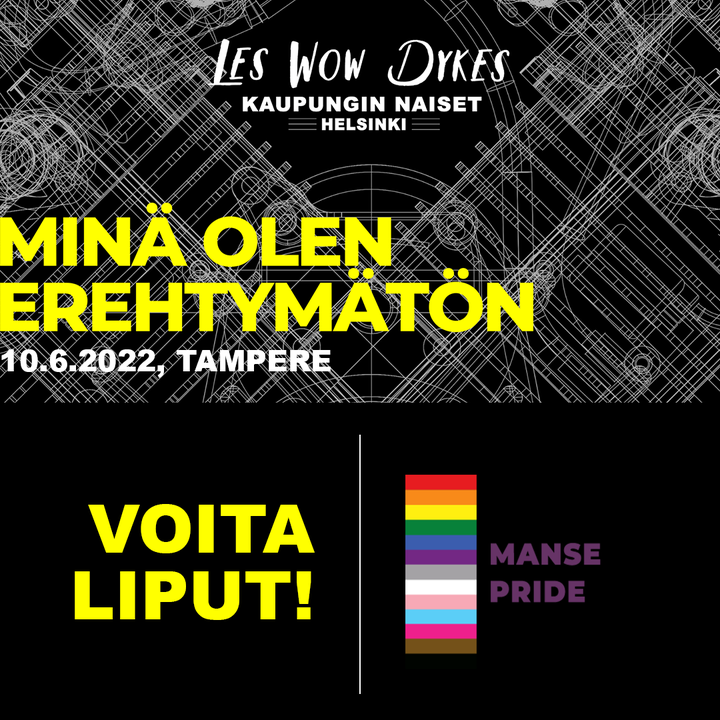 LES WOW DYKES
KAUPUNGIN NAISET
HELSINKI
MINÄ OLEN
EREHTYMÄTÖN
10.6.2022, TAMPERE
VOITA
LIPUT!
MANSE
PRIDE